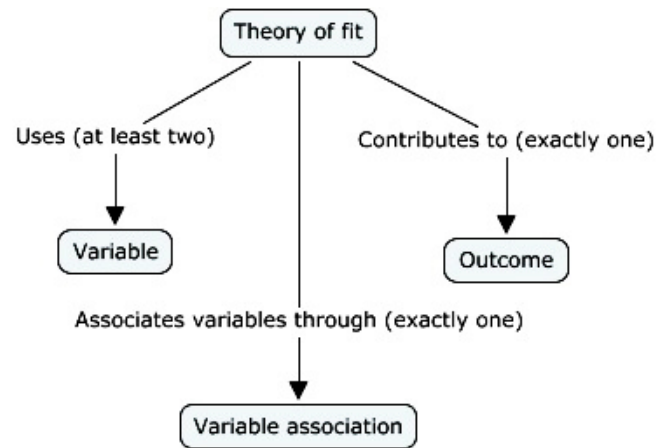 Theory of fit
Uses (at least two)
Contributes to (exactly one)
Variable
Outcome
Associates variables through (exactly one)
Variable association